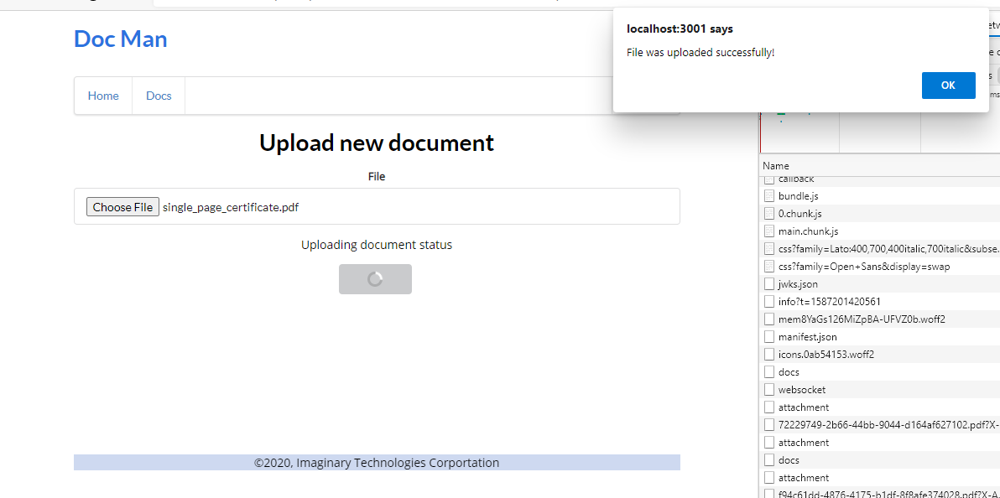 Doc Man
localhost:3001 says
File was uploaded successfully!
OK
Home Docs
Upload new document
File
Choose File single_page_certificate.pdf
Uploading document status
©2020, Imaginary Technologies Corportation
Name
callback
bundle.js
0.chunk.js
main.chunk.js
css?family=Lato:400,700,400italic,700italic&subse.
css?family=Open+Sans&display=swap
jwks.json
info?t=1587201420561
mem8YaGs126MiZpBA-UFVZ0b.woff2
manifest.json
icons.0ab54153.woff2
docs
websocket
attachment
72229749-2b66-44bb-9044-d164af627102.pdf?X-
attachment
docs
attachment
f94c61dd-4876-4175-b1df-8f8afe374028.pdf?X-A